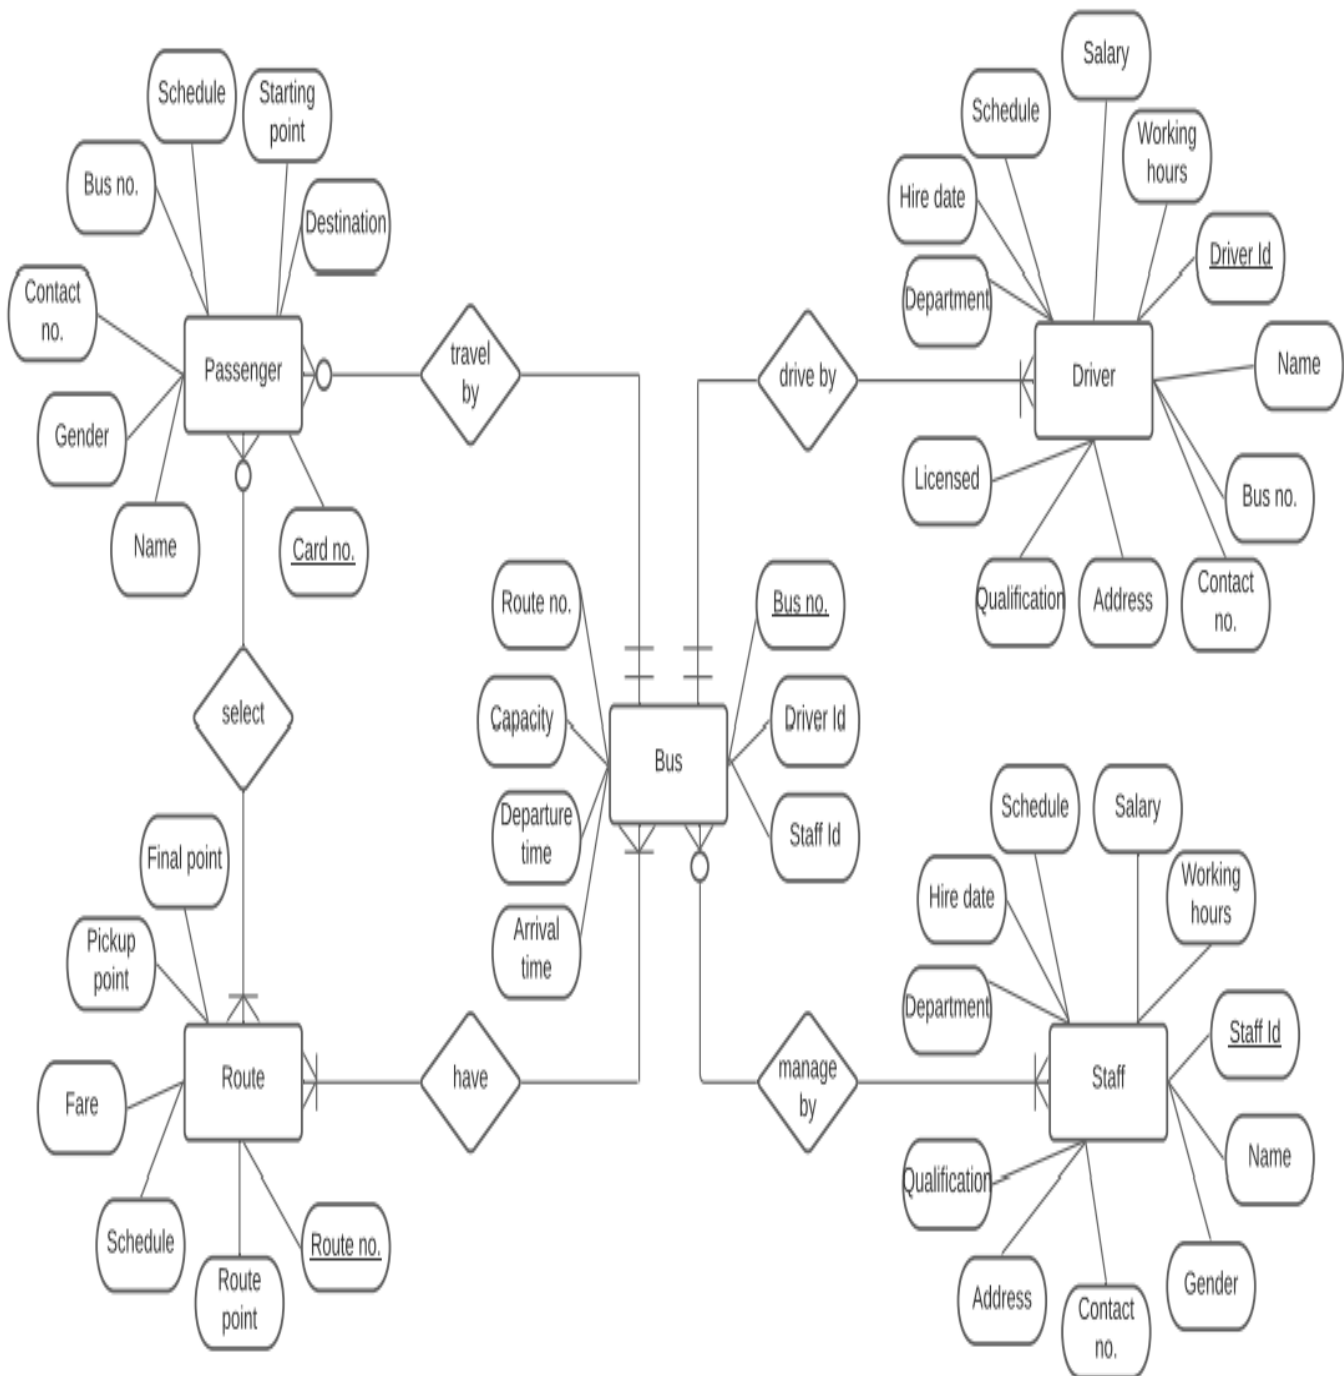 Schedule
Starting
point
Bus no.
Destination
Contact
no.
Passenger
Gender
Name
Card no.
travel
by
select
Salary
Schedule
Working
hours
Hire date
Driver Id
Department
drive by
Driver
Name
Licensed
Bus no.
Qualification
Address
Contact
no.
Route no.
Bus no.
Capacity
Driver Id
Bus
Departure
time
Staff Id
Arrival
time
Final point
Pickup
point
Route
have
Fare
Schedule
Route no.
Route
point
Schedule
Salary
Hire date
Working
hours
Department
Staff Id
manage
by
Staff
Name
Qualification
Gender
Address
Contact
no.